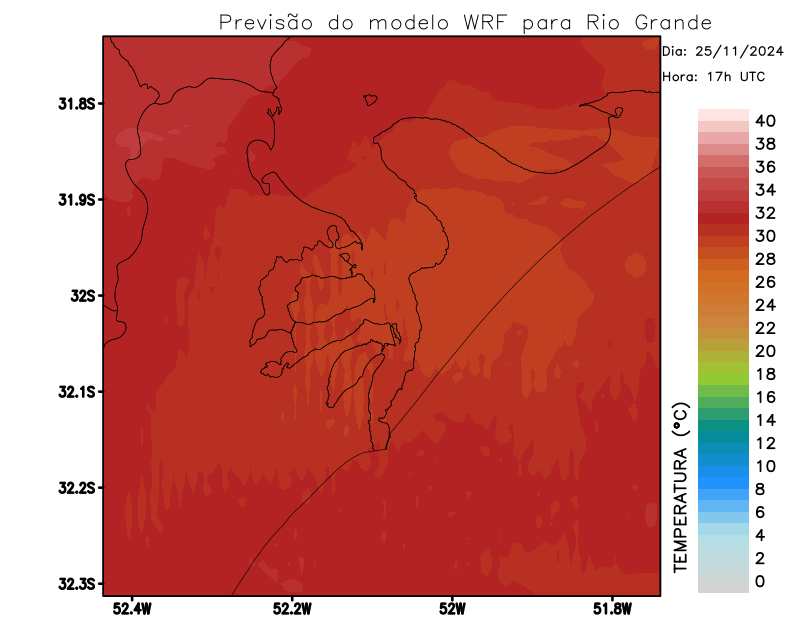 Previsão do modelo WRF para Rio Grande
Dia: 25/11/2024
Hora: 17h UTC
31.8S
31.9S
32S
32.1S
32.2S
32.3S
52.4W
52.2W
52W
51.8W
TEMPERATURA (°C)
40
38
36
34
32
30
28
26
24
22
20
18
16
14
12
10
8
6
4
2
0